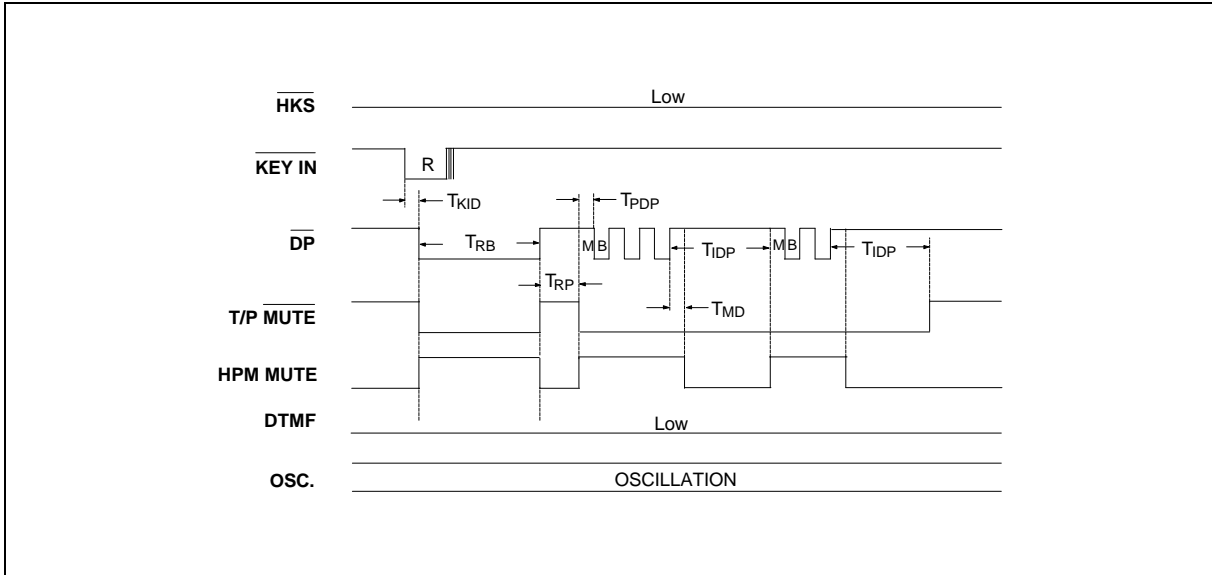 HKS Low
KEY IN R
TKID TPDP
DP TRB M B TIDP M B TIDP
TRP
TMD
T/P MUTE
HPM MUTE
DTMF Low
OSC. OSCILLATION